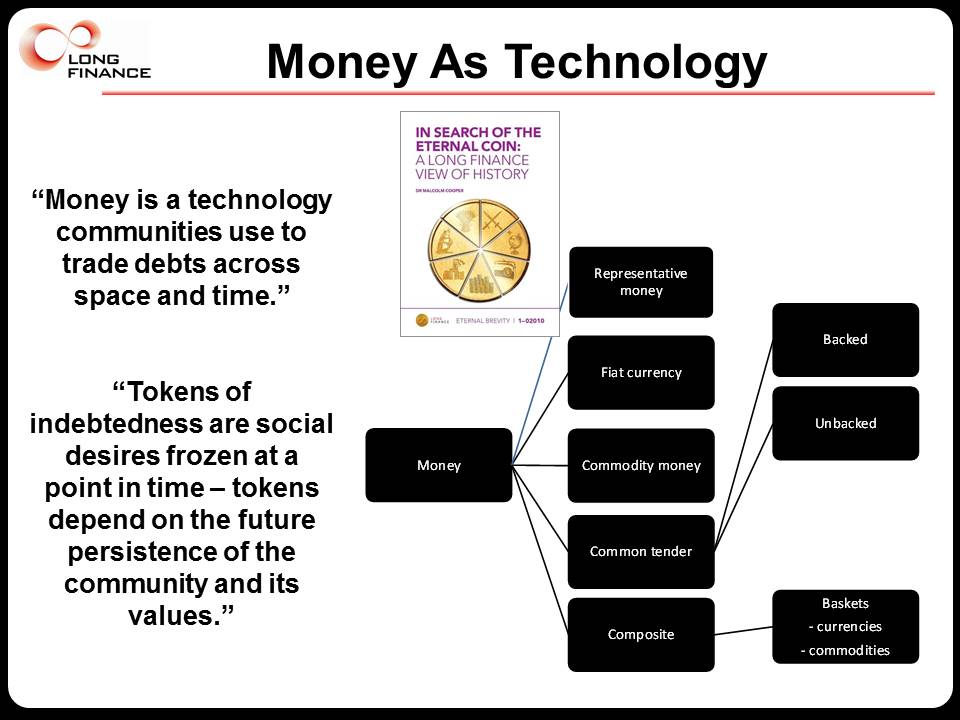 LONG
FINANCE
Money As Technology
“Money is a technology
communities use to
trade debts across
space and time.”
“Tokens of
indebtedness are social
desires frozen at a
point in time – tokens
depend on the future
persistence of the
community and its
values.”
IN SEARCH OF THE
ETERNAL COIN:
A LONG FINANCE
VIEW OF HISTORY
DR MALCOLM COOPER
LONG
FINANCE
ETERNAL BREVITY | 1–02010
Money
Representative
money
Fiat currency
Commodity money
Common tender
Composite
Backed
Unbacked
Baskets
- currencies
- commodities